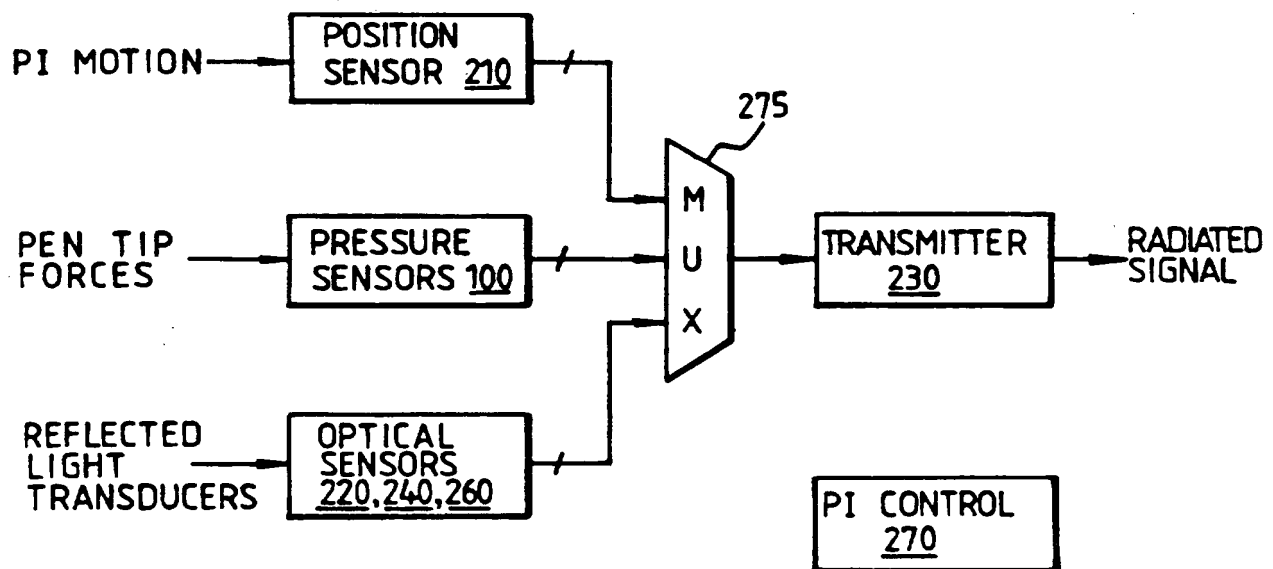 PI MOTION
POSITION
SENSOR 210
275
PEN TIP
FORCES
PRESSURE
SENSORS 100
M
U
X
TRANSMITTER
230
RADIATED
SIGNAL
REFLECTED
LIGHT
TRANSDUCERS
OPTICAL
SENSORS
220, 240, 260
PI CONTROL
270